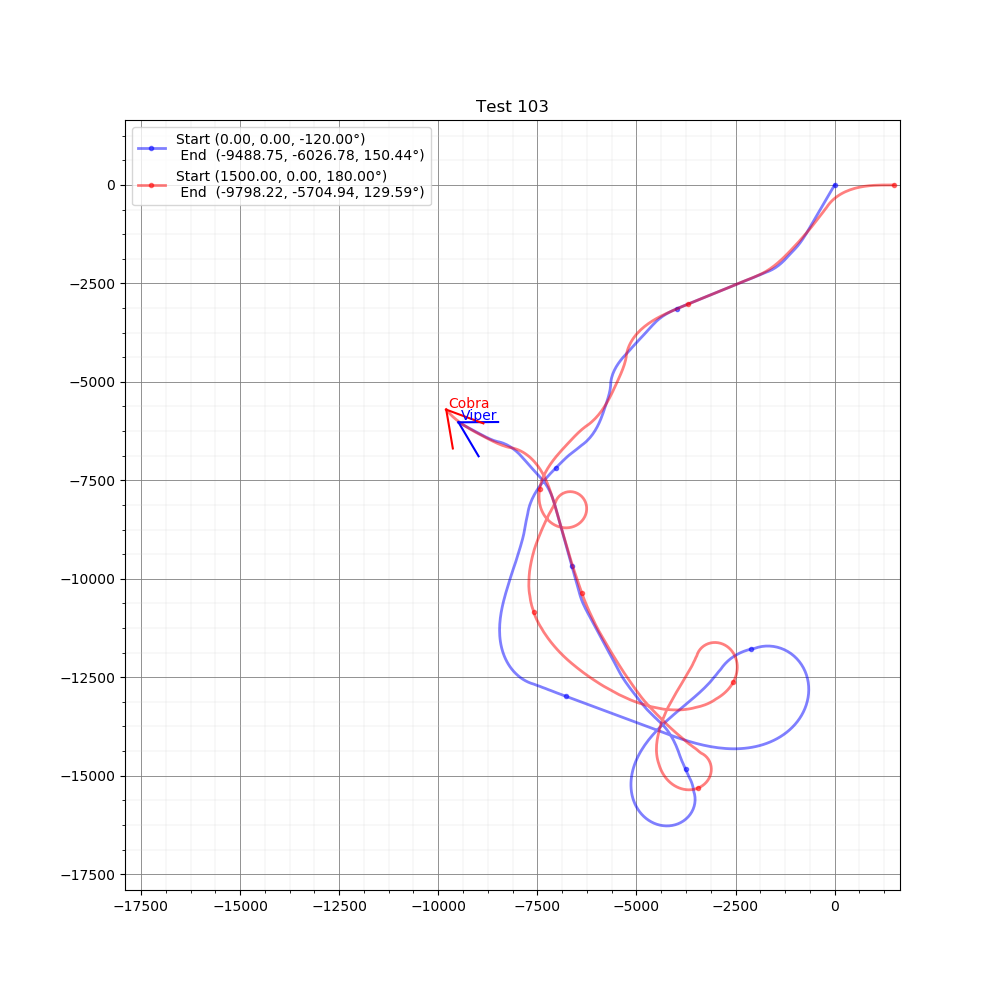 Test 103
Start (0.00, 0.00, -120.00°)
End (-9488.75, -6026.78, 150.44°)
Start (1500.00, 0.00, 180.00°)
End (-9798.22, -5704.94, 129.59°)
0
−2500
−5000
−7500
−10000
−12500
−15000
−17500
Cobra
Viper
−17500 −15000 −12500 −10000 −7500 −5000 −2500 0